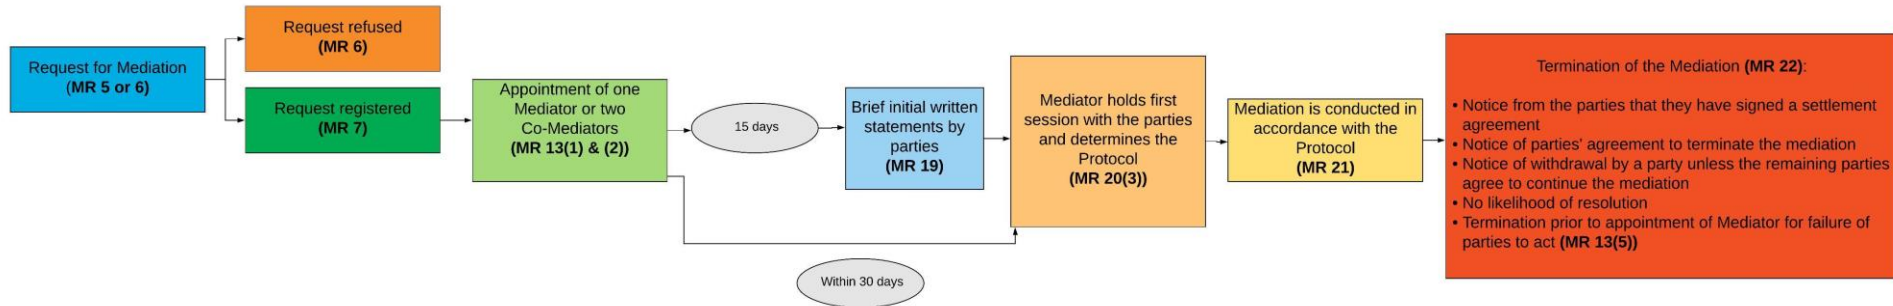 Request for Mediation
(MR 5 or 6)
Request refused
(MR 6)
Request registered
(MR 7)
Appointment of one
Mediator or two
Co-Mediators
(MR 13(1) & (2))
15 days
Brief initial written
statements by
parties
(MR 19)
Within 30 days
Mediator holds first
session with the parties
and determines the
Protocol
(MR 20(3))
Mediation is conducted in
accordance with the
Protocol
(MR 21)
Termination of the Mediation (MR 22):
• Notice from the parties that they have signed a settlement
agreement
• Notice of parties' agreement to terminate the mediation
• Notice of withdrawal by a party unless the remaining parties
agree to continue the mediation
• No likelihood of resolution
• Termination prior to appointment of Mediator for failure of
parties to act (MR 13(5))